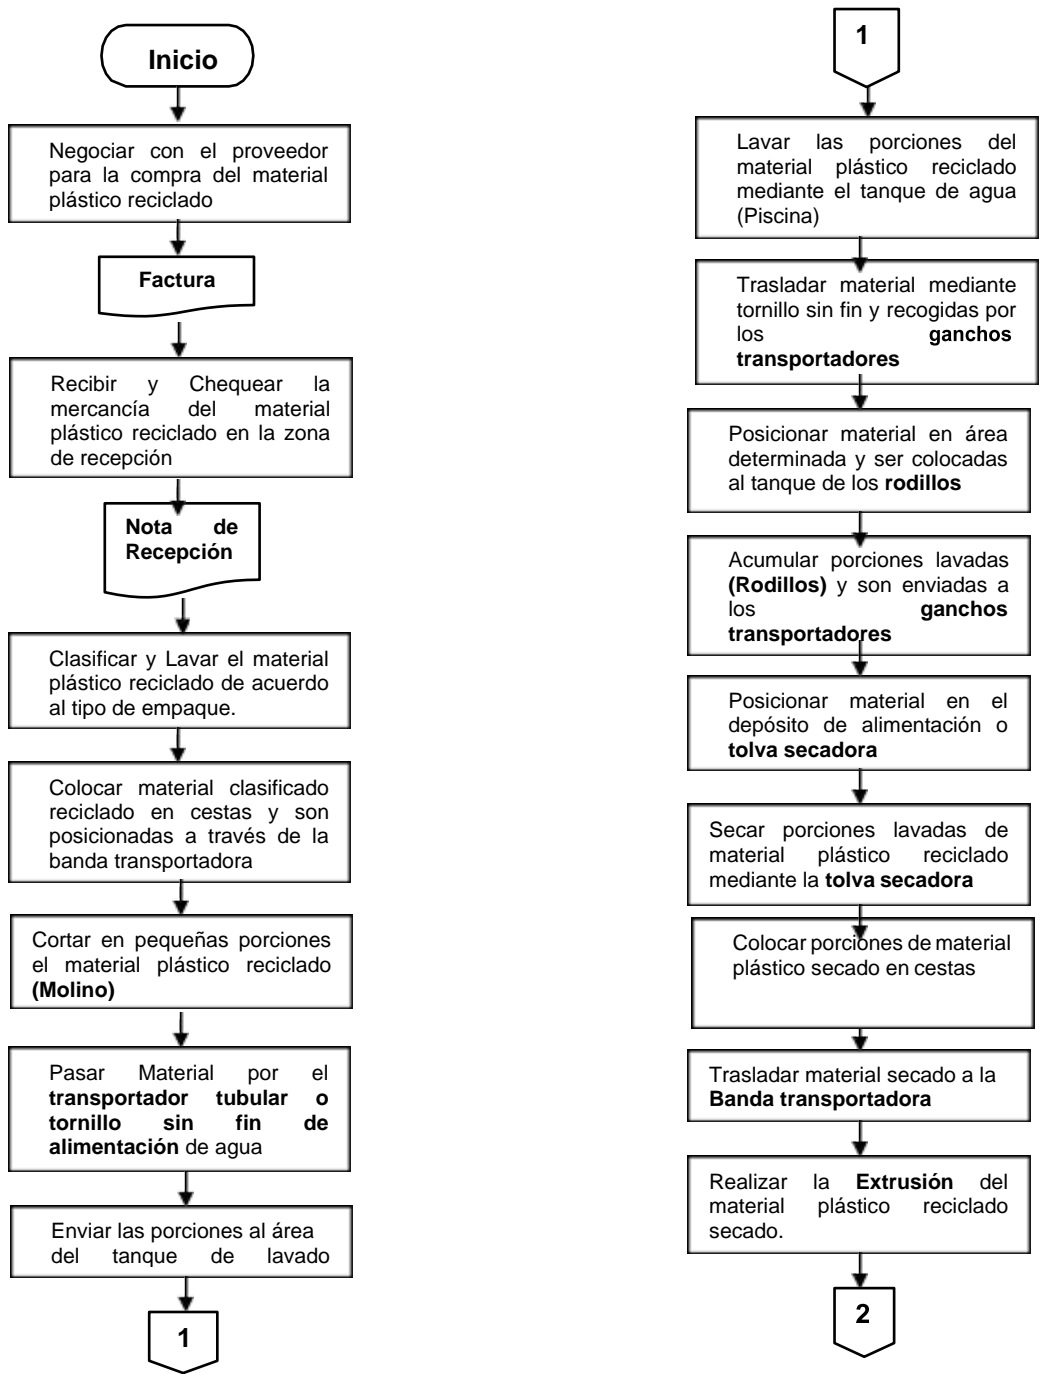 Inicio
Negociar con el proveedor
para la compra del material
plástico reciclado
Factura
Recibir y Chequear la
mercancía del material
plástico reciclado en la zona
de recepción
Nota de
Recepción
Clasificar y Lavar el material
plástico reciclado de acuerdo
al tipo de empaque.
Colocar material clasificado
reciclado en cestas y son
posicionadas a través de la
banda transportadora
Cortar en pequeñas porciones
el material plástico reciclado
(Molino)
Pasar Material por el
transportador tubular o
tornillo sin fin de
alimentación de agua
Enviar las porciones al área
del tanque de lavado
1
1
Lavar las porciones del
material plástico reciclado
mediante el tanque de agua
(Piscina)
Trasladar material mediante
tornillo sin fin y recogidas por
los ganchos
transportadores
Posicionar material en área
determinada y ser colocadas
al tanque de los rodillos
Acumular porciones lavadas
(Rodillos) y son enviadas a
los ganchos
transportadores
Posicionar material en el
depósito de alimentación o
tolva secadora
Secar porciones lavadas de
material plástico reciclado
mediante la tolva secadora
Colocar porciones de material
plástico secado en cestas
Trasladar material secado a la
Banda transportadora
Realizar la Extrusión del
material plástico reciclado
secado.
2